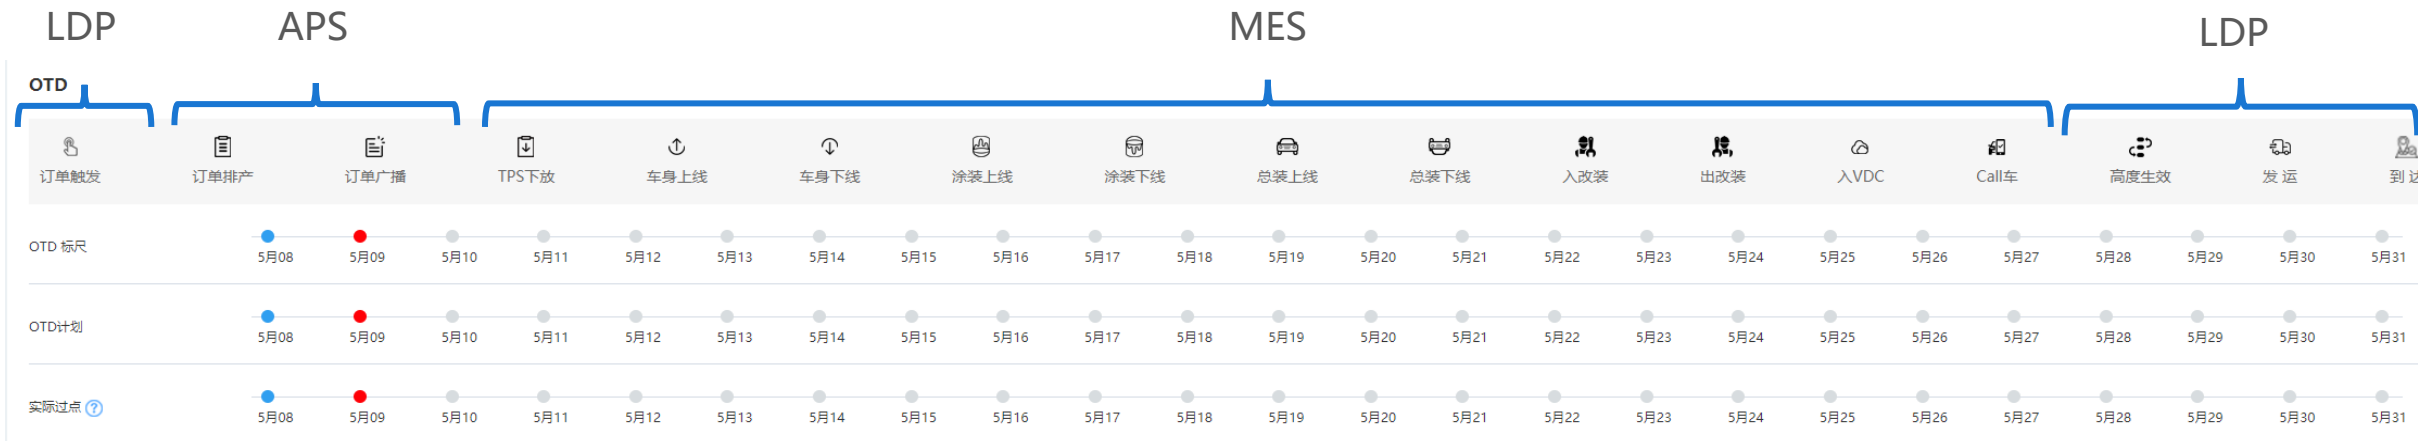 LDP APS MES LDP
OTD
订单触发 订单排产 订单广播 TPS下放 车身上线 车身下线 涂装上线 涂装下线 总装上线 总装下线 入改装 出改装 入VDC Call车 高度生效 发 运 到 达
OTD 标尺
5月08 5月09 5月10 5月11 5月12 5月13 5月14 5月15 5月16 5月17 5月18 5月19 5月20 5月21 5月22 5月23 5月24 5月25 5月26 5月27 5月28 5月29 5月30 5月31
OTD计划
5月08 5月09 5月10 5月11 5月12 5月13 5月14 5月15 5月16 5月17 5月18 5月19 5月20 5月21 5月22 5月23 5月24 5月25 5月26 5月27 5月28 5月29 5月30 5月31
实际过点 ?
5月08 5月09 5月10 5月11 5月12 5月13 5月14 5月15 5月16 5月17 5月18 5月19 5月20 5月21 5月22 5月23 5月24 5月25 5月26 5月27 5月28 5月29 5月30 5月31